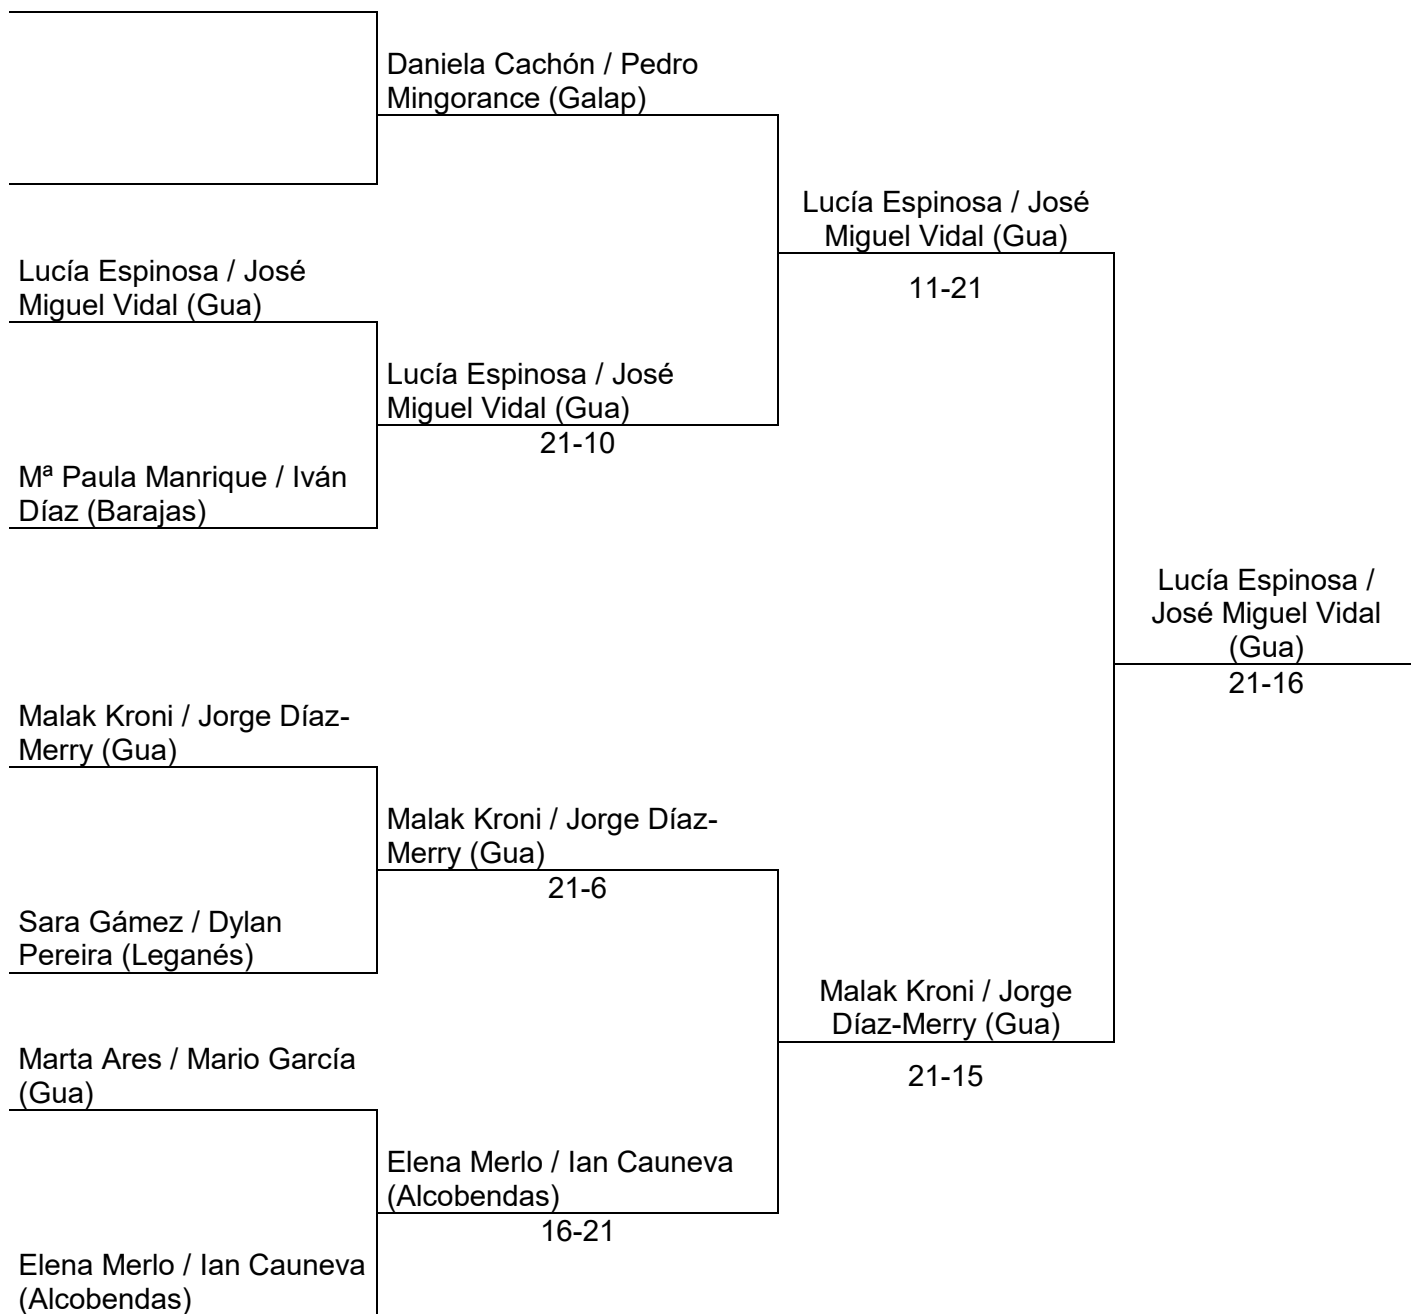 Daniela Cachón / Pedro
Mingorance (Galap)
Lucía Espinosa / José
Miguel Vidal (Gua)
11-21
Lucía Espinosa / José
Miguel Vidal (Gua)
Lucía Espinosa / José
Miguel Vidal (Gua)
21-10
Mª Paula Manrique / Iván
Díaz (Barajas)
Lucía Espinosa /
José Miguel Vidal
(Gua)
21-16
Malak Kroni / Jorge Díaz-
Merry (Gua)
Malak Kroni / Jorge Díaz-
Merry (Gua)
21-6
Sara Gámez / Dylan
Pereira (Leganés)
Malak Kroni / Jorge
Díaz-Merry (Gua)
21-15
Marta Ares / Mario García
(Gua)
Elena Merlo / Ian Cauneva
(Alcobendas)
16-21
Elena Merlo / Ian Cauneva
(Alcobendas)